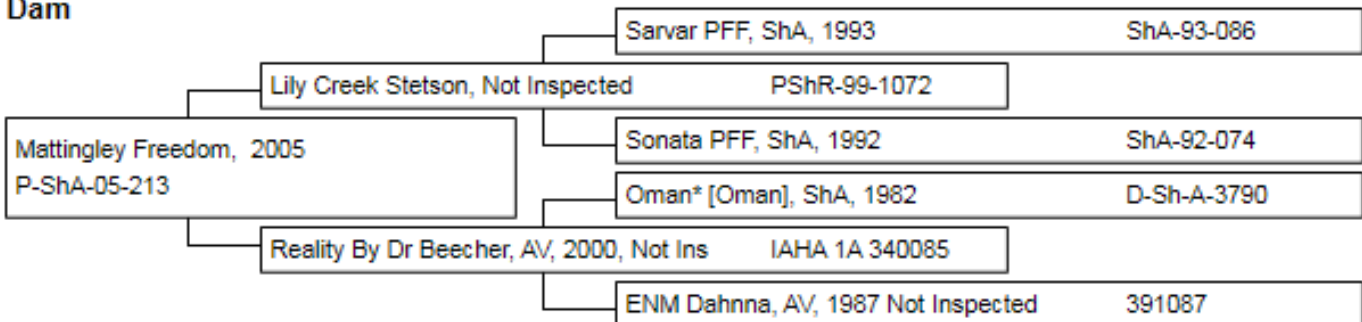 Dam
Sarvar PFF, ShA, 1993 ShA-93-086
Lily Creek Stetson, Not Inspected PShR-99-1072
Sonata PFF, ShA, 1992 ShA-92-074
Mattingley Freedom, 2005
P-ShA-05-213
Oman* [Oman], ShA, 1982 D-Sh-A-3790
Reality By Dr Beecher, AV, 2000, Not Ins IAHA 1A 340085
ENM Dahnna, AV, 1987 Not Inspected 391087